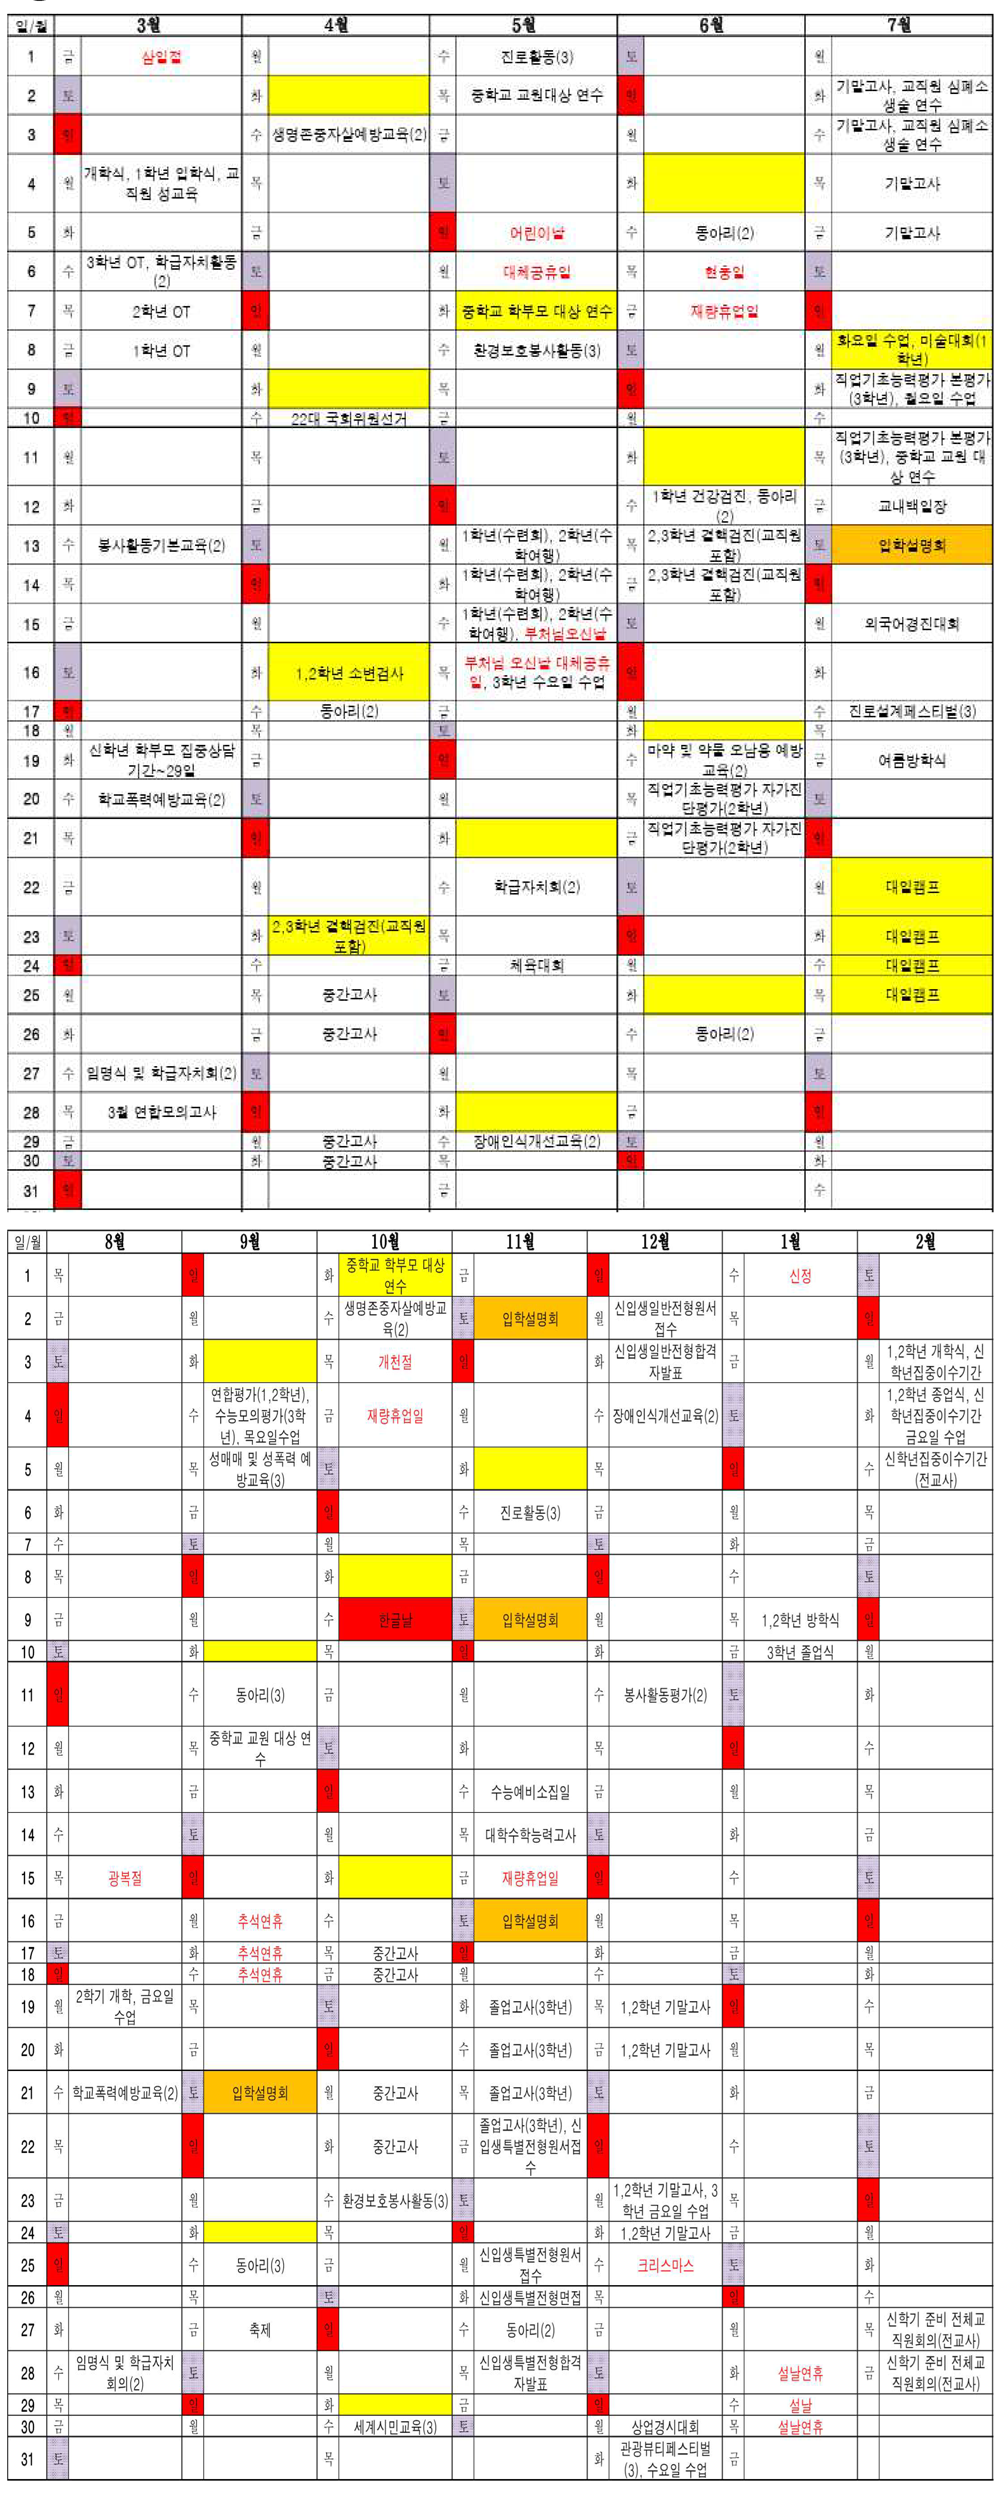 일/월 3월 4월 5월 6월 7월
1 금 삼일절 월 수 진로활동(3) 토 월
2 토 화 목 중학교 교원대상 연수 일 화 기말고사, 교직원 심폐소
생술 연수
3 일 수 생명존중자살예방교육(2) 금 월 수 기말고사, 교직원 심폐소
생술 연수
4 월 개학식, 1학년 입학식, 교
직원 성교육 목 토 화 목 기말고사
5 화 금 일 어린이날 수 동아리(2) 금 기말고사
6 수 3학년 OT, 학급자치활동
(2) 토 월 대체공휴일 목 현충일 토
7 목 2학년 OT 일 화 중학교 학부모 대상 연수 금 재량휴업일 일
8 금 1학년 OT 월 수 환경보호봉사활동(3) 토 월 화요일 수업, 미술대회(1
학년)
9 토 화 목 일 화 직업기초능력평가 본평가
(3학년), 월요일 수업
10 일 수 22대 국회위원선거 금 월 수
11 월 목 토 화 목 직업기초능력평가 본평가
(3학년), 중학교 교원 대
상 연수
12 화 금 일 수 1학년 건강검진, 동아리
(2) 금 교내백일장
13 수 봉사활동기본교육(2) 토 월 1학년(수련회), 2학년(수
학여행) 목 2,3학년 결핵검진(교직원
포함) 토 입학설명회
14 목 일 화 1학년(수련회), 2학년(수
학여행) 금 2,3학년 결핵검진(교직원
포함) 일
15 금 월 수 1학년(수련회), 2학년(수
학여행), 부처님오신날 토 월 외국어경진대회
16 토 화 1,2학년 소변검사 목 부처님 오신날 대체공휴
일, 3학년 수요일 수업 일 화
17 일 수 동아리(2) 금 월 수 진로설계페스티벌(3)
18 월 목 토 화 목
19 화 신학년 학부모 집중상담
기간~29일 금 일 수 마약 및 약물 오남용 예방
교육(2) 금 여름방학식
20 수 학교폭력예방교육(2) 토 월 목 직업기초능력평가 자가진
단평가(2학년) 토
21 목 일 화 금 직업기초능력평가 자가진
단평가(2학년) 일
22 금 월 수 학급자치회(2) 토 월 대일캠프
23 토 화 2,3학년 결핵검진(교직원
포함) 목 일 화 대일캠프
24 일 수 금 체육대회 월 수 대일캠프
25 월 목 중간고사 토 화 목 대일캠프
26 화 금 중간고사 일 수 동아리(2) 금
27 수 임명식 및 학급자치회(2) 토 월 목 토
28 목 3월 연합모의고사 일 화 금 일
29 금 월 중간고사 수 장애인식개선교육(2) 토 월
30 토 화 중간고사 목 일 화
31 일 금 수
일/월 8월 9월 10월 11월 12월 1월 2월
1 목 일 화 중학교 학부모 대상
연수 금 일 수 신정 토
2 금 월 수 생명존중자살예방교
육(2) 토 입학설명회 월 신입생일반전형원서
접수 목 일
3 토 화 목 개천절 일 화 신입생일반전형합격
자발표 금 월 1,2학년 개학식, 신
학년집중이수기간
4 일 수 연합평가(1,2학년),
수능모의평가(3학
년), 목요일수업 금 재량휴업일 월 수 장애인식개선교육(2) 토 화 1,2학년 종업식, 신
학년집중이수기간
금요일 수업
5 월 목 성매매 및 성폭력 예
방교육(3) 토 화 목 일 수 신학년집중이수기간
(전교사)
6 화 금 일 수 진로활동(3) 금 월 목
7 수 토 월 목 토 화 금
8 목 일 화 금 일 수 토
9 금 월 수 한글날 토 입학설명회 월 목 1,2학년 방학식 일
10 토 화 목 일 화 금 3학년 졸업식 월
11 일 수 동아리(3) 금 월 수 봉사활동평가(2) 토 화
12 월 목 중학교 교원 대상 연
수 토 화 목 일 수
13 화 금 일 수 수능예비소집일 금 월 목
14 수 토 월 목 대학수학능력고사 토 화 금
15 목 광복절 일 화 금 재량휴업일 일 수 토
16 금 월 추석연휴 수 토 입학설명회 월 목 일
17 토 화 추석연휴 목 중간고사 일 화 금 월
18 일 수 추석연휴 금 중간고사 월 수 토 화
19 월 2학기 개학, 금요일
수업 목 토 화 졸업고사(3학년) 목 1,2학년 기말고사 일 수
20 화 금 일 수 졸업고사(3학년) 금 1,2학년 기말고사 월 목
21 수 학교폭력예방교육(2) 토 입학설명회 월 중간고사 목 졸업고사(3학년) 토 화 금
22 목 일 화 중간고사 금 졸업고사(3학년), 신
입생특별전형원서접
수 일 수 토
23 금 월 수 환경보호봉사활동(3) 토 월 1,2학년 기말고사, 3
학년 금요일 수업 목 일
24 토 화 목 일 화 1,2학년 기말고사 금 월
25 일 수 동아리(3) 금 월 신입생특별전형원서
접수 수 크리스마스 토 화
26 월 목 토 화 신입생특별전형면접 목 일 수
27 화 금 축제 일 수 동아리(2) 금 월 목 신학기 준비 전체교
직원회의(전교사)
28 수 임명식 및 학급자치
회의(2) 토 월 목 신입생특별전형합격
자발표 토 화 설날연휴 금 신학기 준비 전체교
직원회의(전교사)
29 목 일 화 금 일 수 설날
30 금 월 수 세계시민교육(3) 토 월 상업경시대회 목 설날연휴
31 토 목 화 관광뷰티페스티벌
(3), 수요일 수업 금